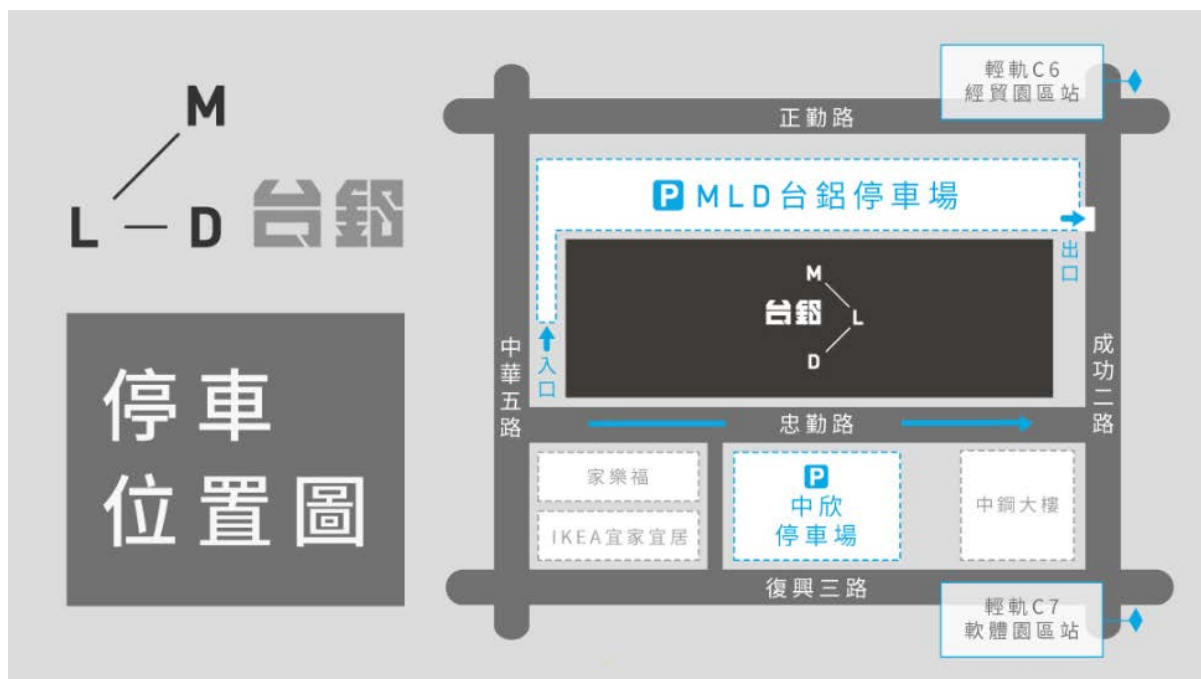 M
L
D
台鋁
停車
位置圖
輕軌C6
經貿園區站
正勤路
P MLD台鋁停車場
出口
M
台鋁
L
D
入口
中華五路
成功二路
忠勤路
家樂福
IKEA宜家宜居
P
中欣
停車場
中鋼大樓
復興三路
輕軌C7
軟體園區站